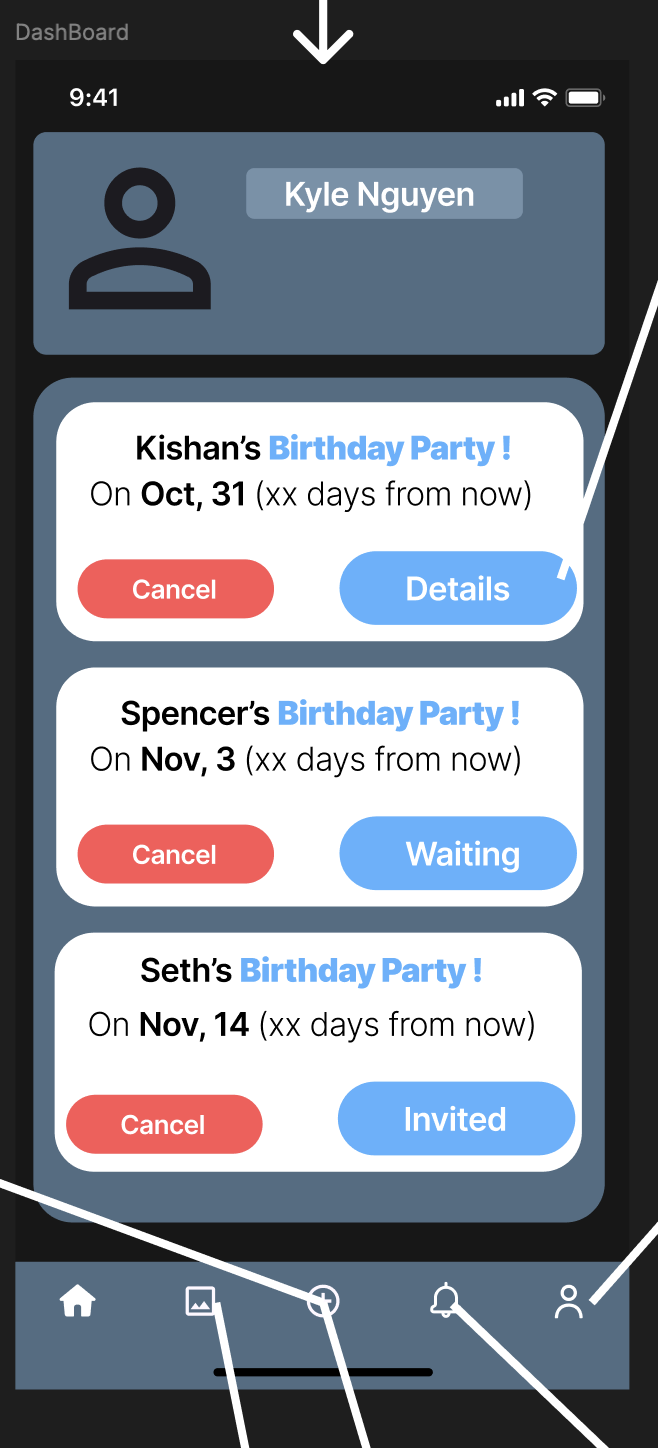 DashBoard
9:41
Kyle Nguyen
Kishan’s Birthday Party !
On Oct, 31 (xx days from now)
Cancel
Details
Spencer’s Birthday Party !
On Nov, 3 (xx days from now)
Cancel
Waiting
Seth’s Birthday Party !
On Nov, 14 (xx days from now)
Cancel
Invited